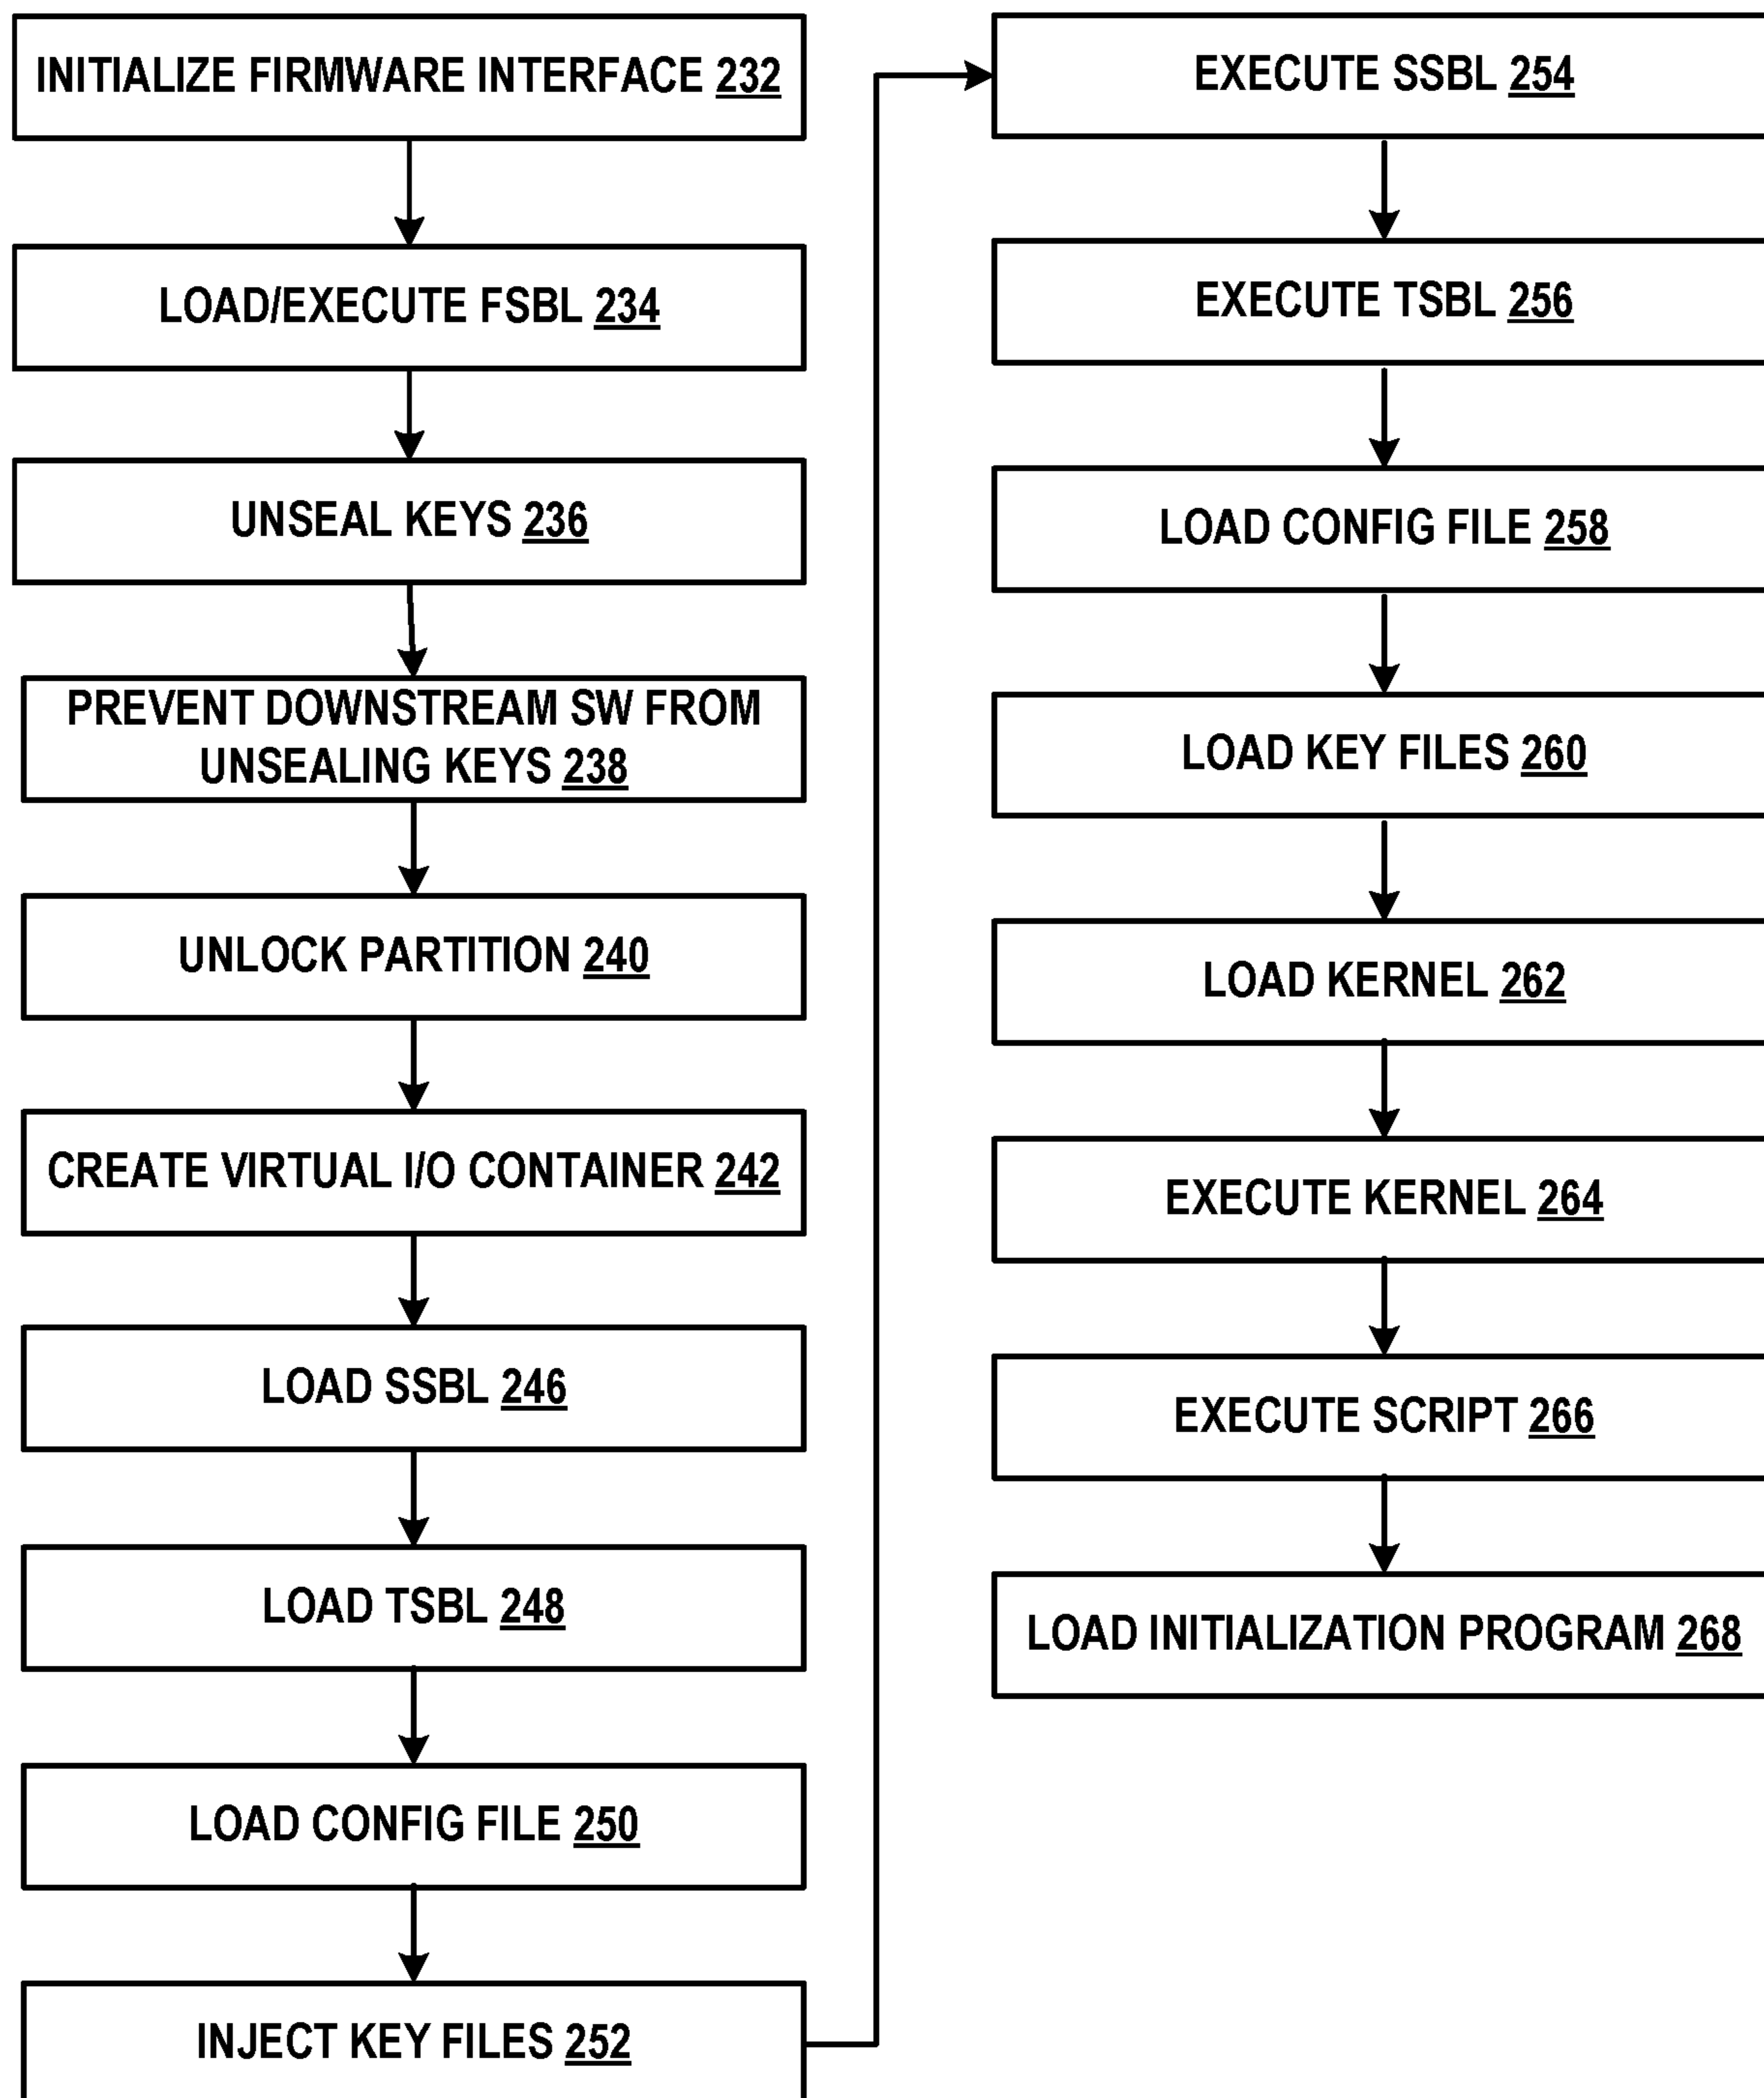 INITIALIZE FIRMWARE INTERFACE 232
LOAD/EXECUTE FSBL 234
UNSEAL KEYS 236
PREVENT DOWNSTREAM SW FROM
UNSEALING KEYS 238
UNLOCK PARTITION 240
CREATE VIRTUAL I/O CONTAINER 242
LOAD SSBL 246
LOAD TSBL 248
LOAD CONFIG FILE 250
INJECT KEY FILES 252
EXECUTE SSBL 254
EXECUTE TSBL 256
LOAD CONFIG FILE 258
LOAD KEY FILES 260
LOAD KERNEL 262
EXECUTE KERNEL 264
EXECUTE SCRIPT 266
LOAD INITIALIZATION PROGRAM 268